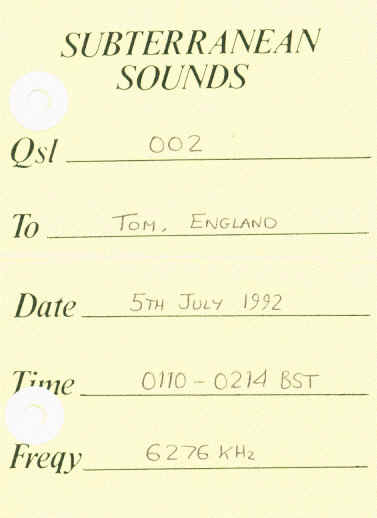 SUBTERRANEAN
SOUNDS
Qsl 002
To Tom, England
Date 5th July 1992
Time 0110 - 0214 BST
Freqy 6276 KHz